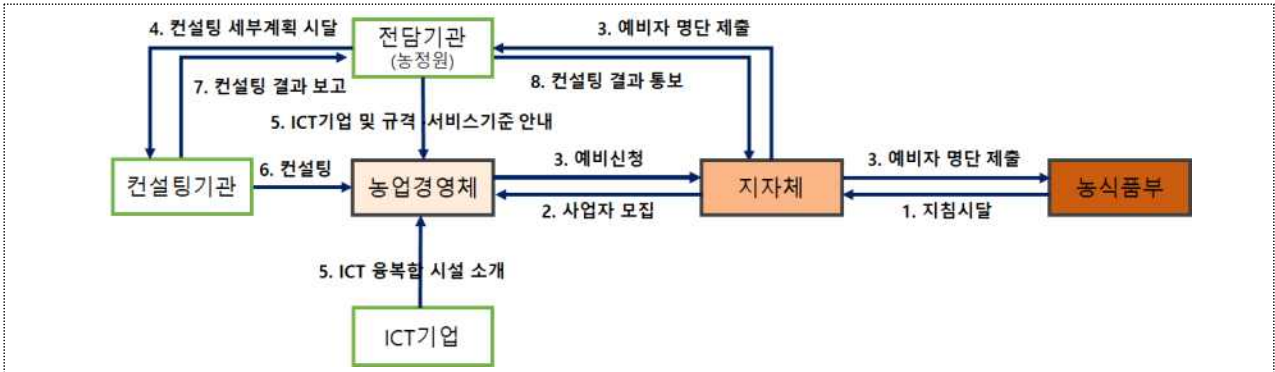 4. 컨설팅 세부계획 시달
전담기관
(농정원)
3. 예비자 명단 제출
7. 컨설팅 결과 보고
8. 컨설팅 결과 통보
5. ICT기업 및 규격·서비스기준 안내
컨설팅기관
6. 컨설팅
농업경영체
3. 예비신청
2. 사업자 모집
지자체
3. 예비자 명단 제출
1. 지침시달
농식품부
5. ICT 융복합 시설 소개
ICT기업